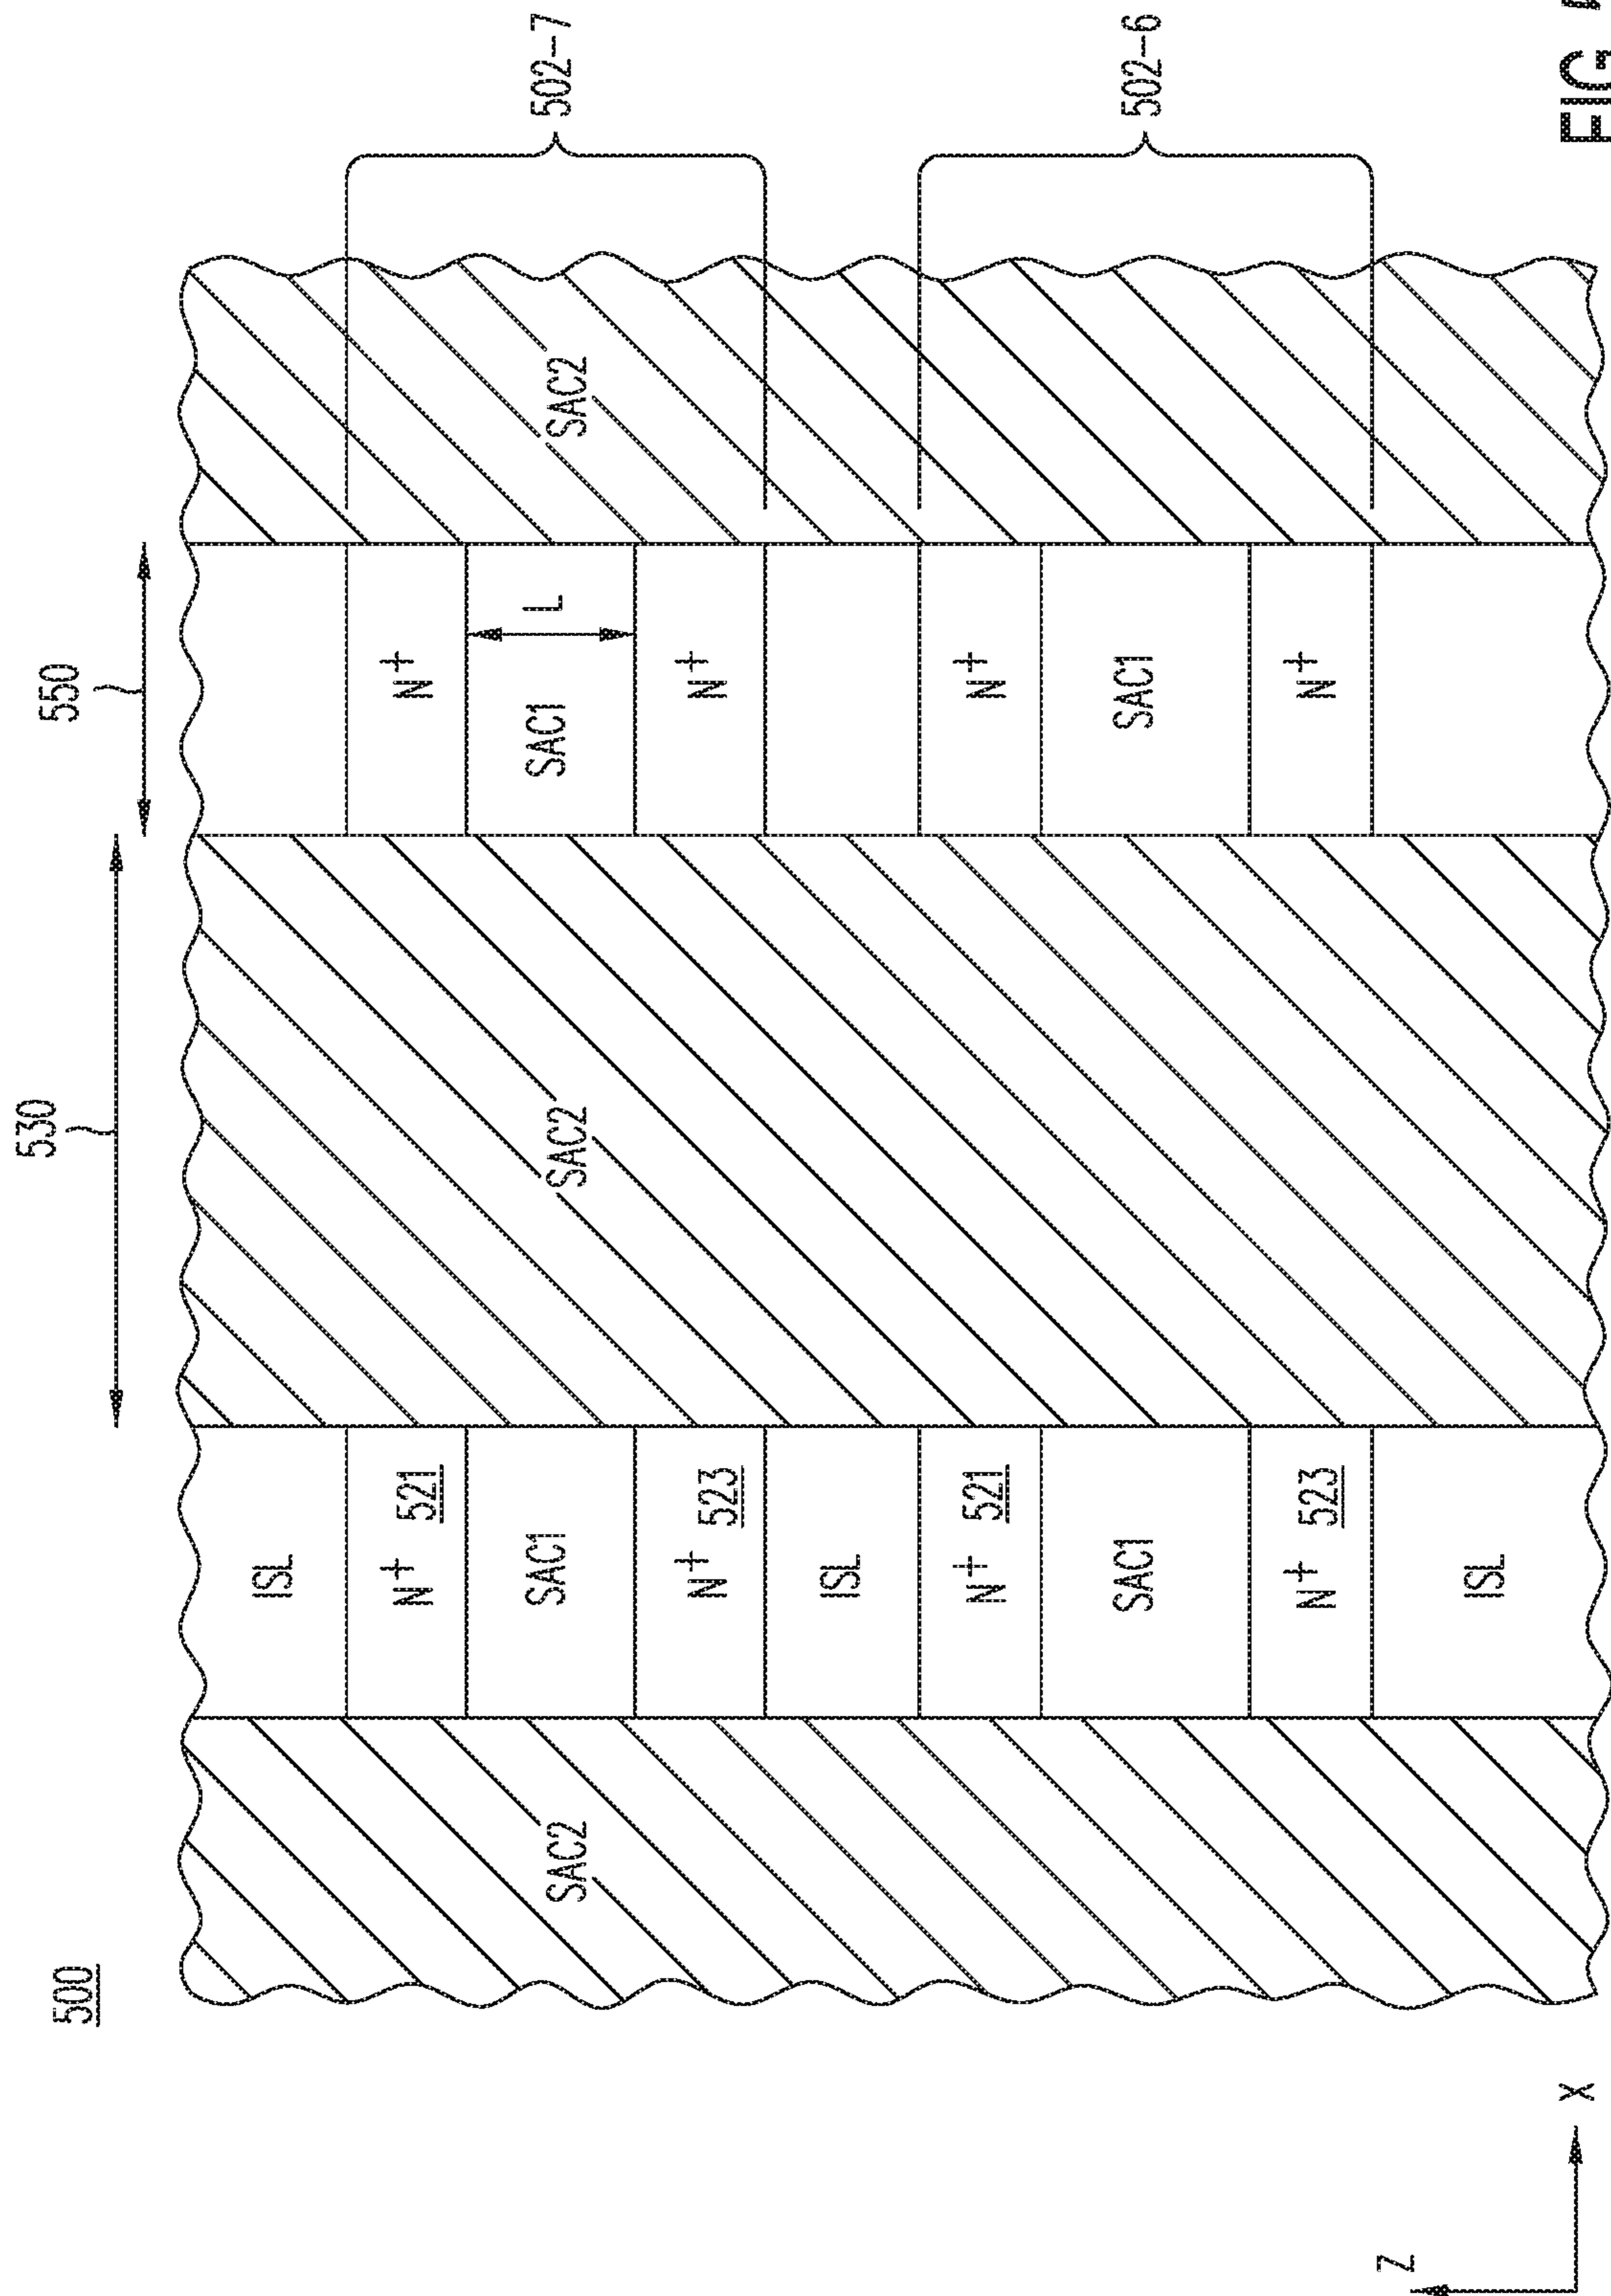 500
530
550
ISL
N+ 521
N+
SAC2
SAC1
SAC2
SAC1
L
SAC2
502-7
N+ 523
N+
ISL
N+ 521
N+
SAC1
SAC1
502-6
N+ 523
N+
Z
ISL
X
FIG.